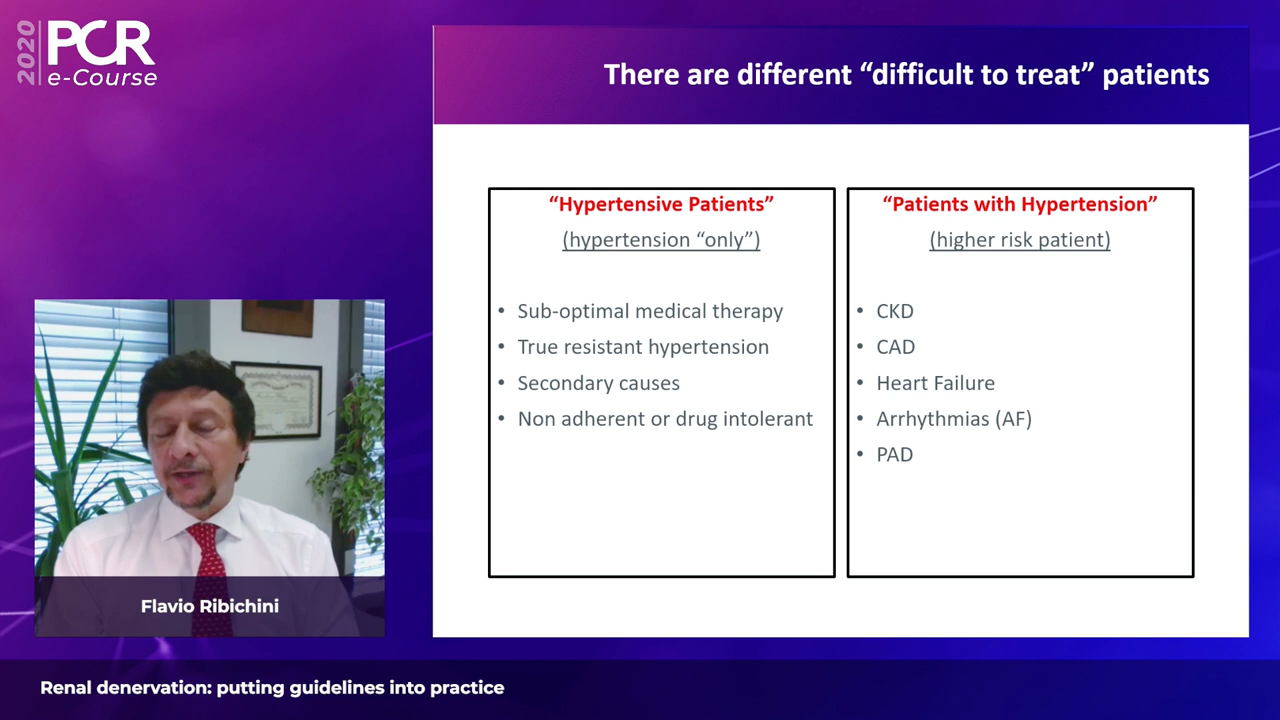 2020
PCR
e-Course
There are different “difficult to treat” patients
“Hypertensive Patients”
(hypertension “only”)
• Sub-optimal medical therapy
• True resistant hypertension
• Secondary causes
• Non adherent or drug intolerant
“Patients with Hypertension”
(higher risk patient)
• CKD
• CAD
• Heart Failure
• Arrhythmias (AF)
• PAD
Flavio Ribichini
Renal denervation: putting guidelines into practice